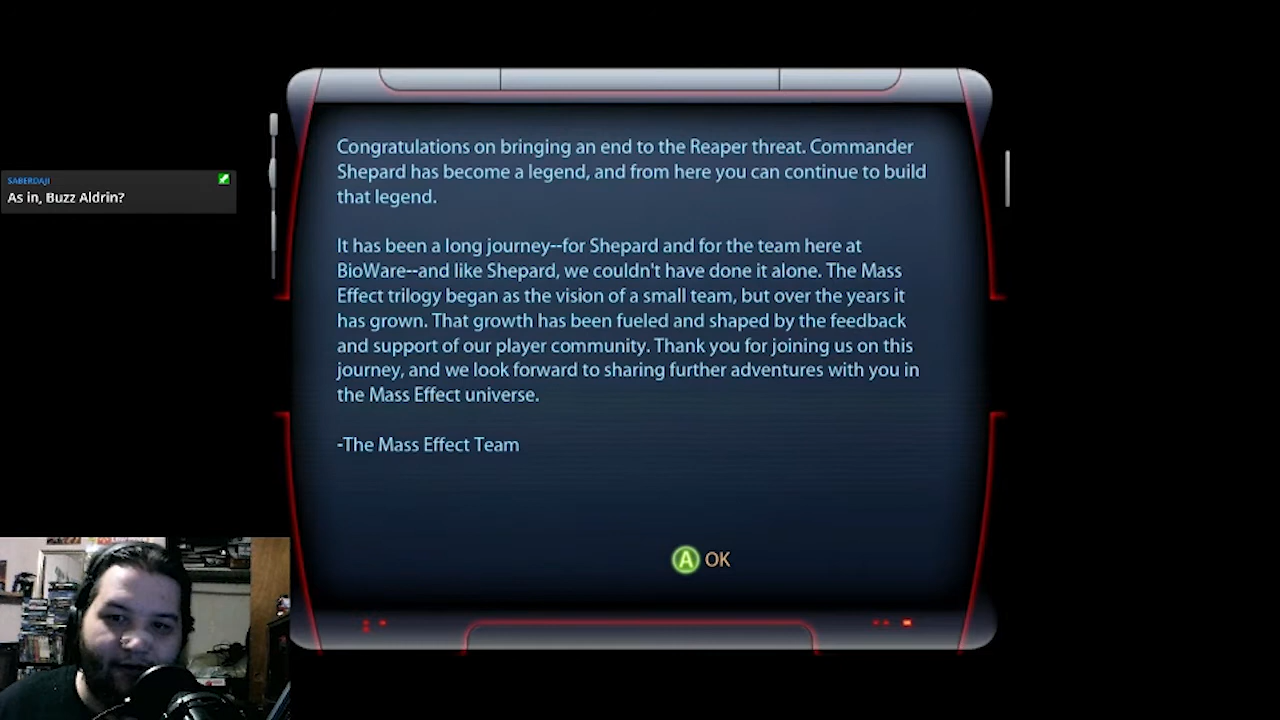 SABERDAJI
As in, Buzz Aldrin?
Congratulations on bringing an end to the Reaper threat. Commander
Shepard has become a legend, and from here you can continue to build
that legend.
It has been a long journey--for Shepard and for the team here at
BioWare--and like Shepard, we couldn't have done it alone. The Mass
Effect trilogy began as the vision of a small team, but over the years it
has grown. That growth has been fueled and shaped by the feedback
and support of our player community. Thank you for joining us on this
journey, and we look forward to sharing further adventures with you in
the Mass Effect universe.
-The Mass Effect Team
A OK